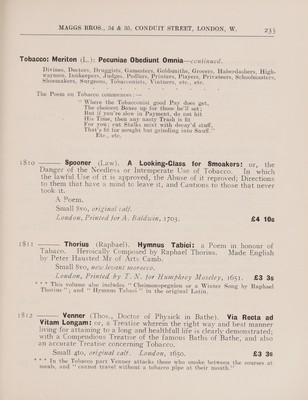 MAGGS BROS., 34 & 35, CONDUIT STREET, LONDON, W. 233
Tobacco: Meriton (L.): Pecuniae Obediunt Omnia—continued.
Divines, Doctors, Druggists, Gamesters, Goldsmiths, Grocers, Haberdashers, High-
waymen, Innkeepers, Judges, Pedlars, Printers, Players, Privateers, Schoolmasters,
Shoemakers, Surgeons, Tobacconists, Vintners, etc., etc.
The Poem on Tobacco commences:—
" Where the Tobacconist good Pay does get,
The choicest Boxes up for those he'll set;
But if you're slow in Payment, do not hit
His Time, then any nasty Trash is fit
For you; cut Stalks mixt with decay'd stuff,
That's fit for nought but grinding into Snuff."
Etc., etc.
1810 —— Spooner (Law). A Looking-Glass for Smoakers: or, the
Danger of the Needless or Intemperate Use of Tobacco. In which
the lawful Use of it is approved, the Abuse of it reproved; Directions
to them that have a mind to leave it, and Cautions to those that never
took it.
A Poem.
Small 8vo, original calf.
London, Printed for A. Baldwin, 1703. £4 10s
1811 —— Thorius (Raphael). Hymnus Tabici: a Poem in honour of
Tabaco. Heroically Composed by Raphael Thorius. Made English
by Peter Hausted Mr of Arts Camb.
Small 8vo, new levant morocco.
London, Printed by T. N. for Humphrey Moseley, 1651. £3 3s
* * * This volume also includes " Cheimonopegnion or a Winter Song by Raphael
Thorius "; and " Hymnus Tabaci " in the original Latin.
1812 —— Venner (Thos., Doctor of Physick in Bathe). Via Recta ad
Vitam Longam: or, a Treatise wherein the right way and best manner
living for attaining to a long and healthfull life is clearly demonstrated;
with a Compendious Treatise of the famous Baths of Bathe, and also
an accurate Treatise concerning Tobacco.
Small 4to, original calf. London, 1650. £3 3s
* * * In the Tobacco part Venner attacks those who smoke between the courses at
meals, and " cannot travel without a tobacco pipe at their mouth."